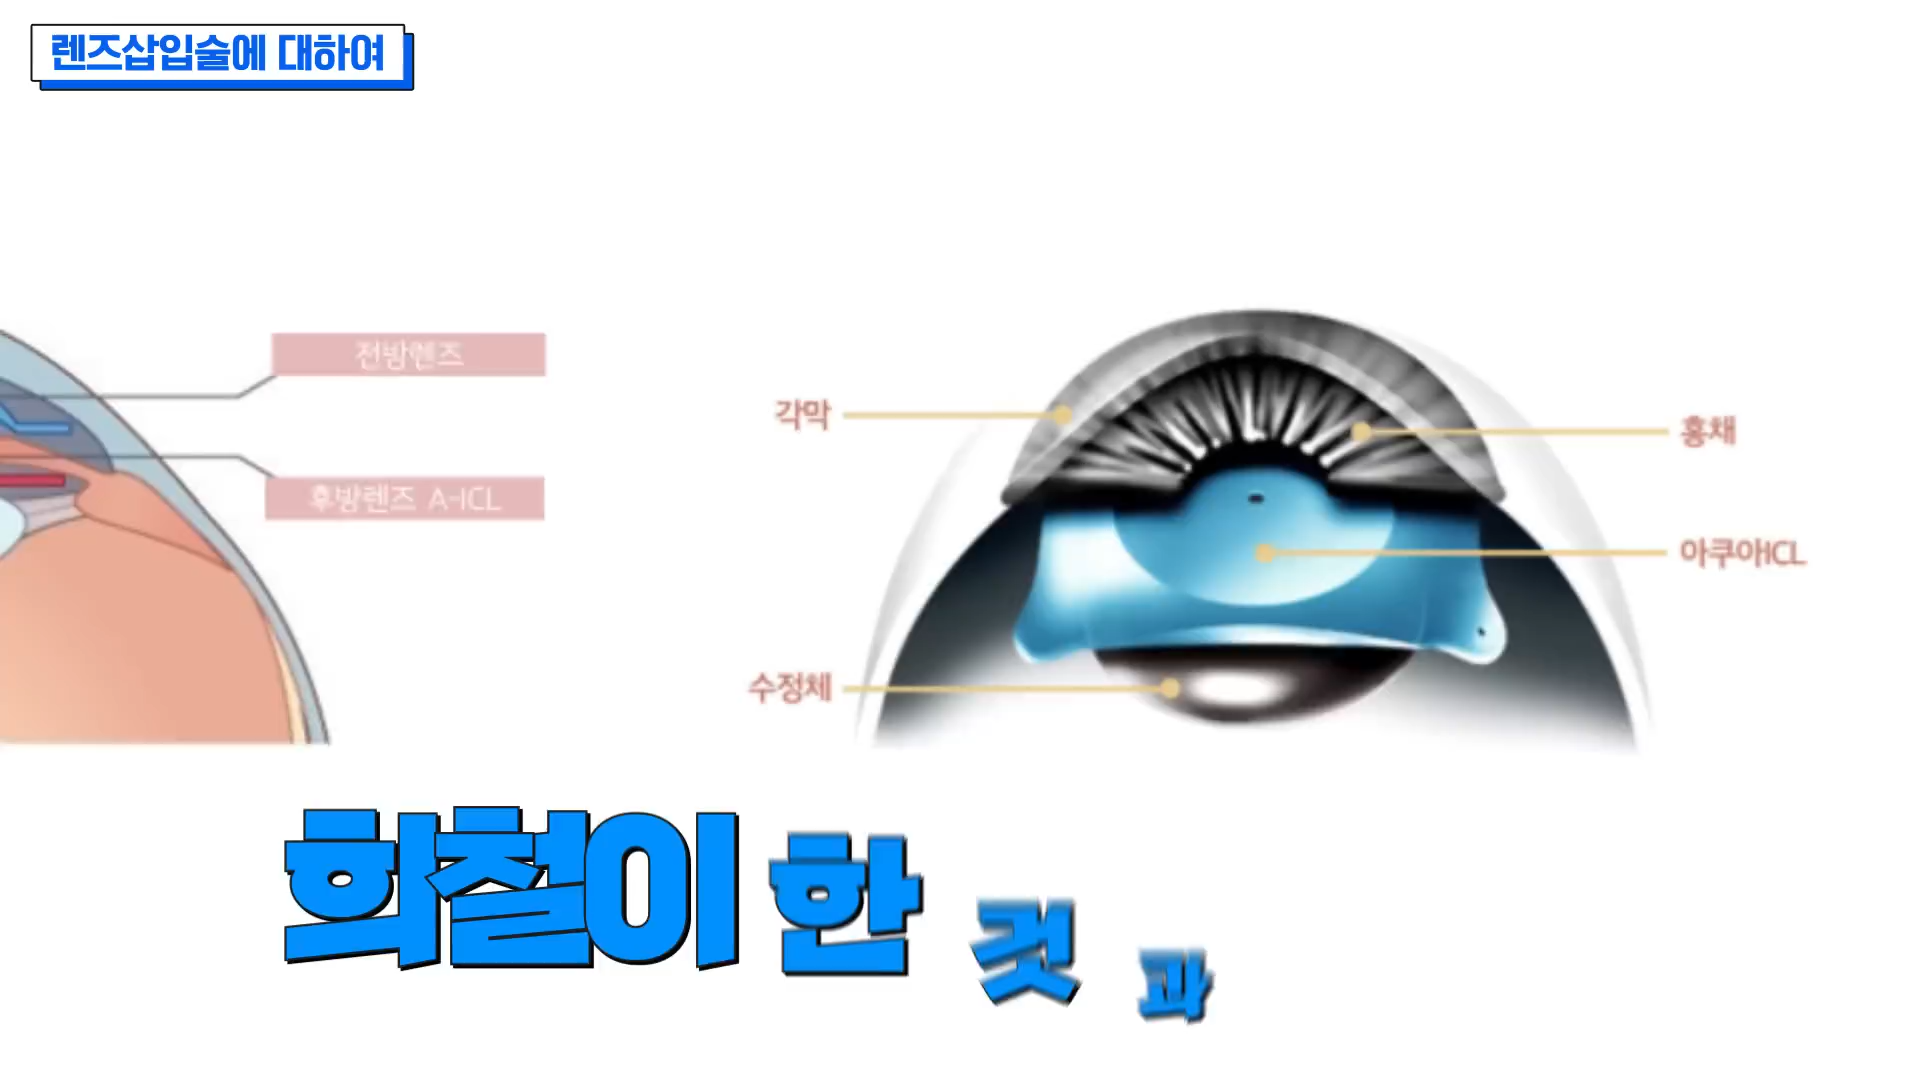 렌즈삽입술에 대하여
전방렌즈
후방렌즈 A-ICL
각막
홍채
아쿠아ICL
수정체
희철이 한 것 과